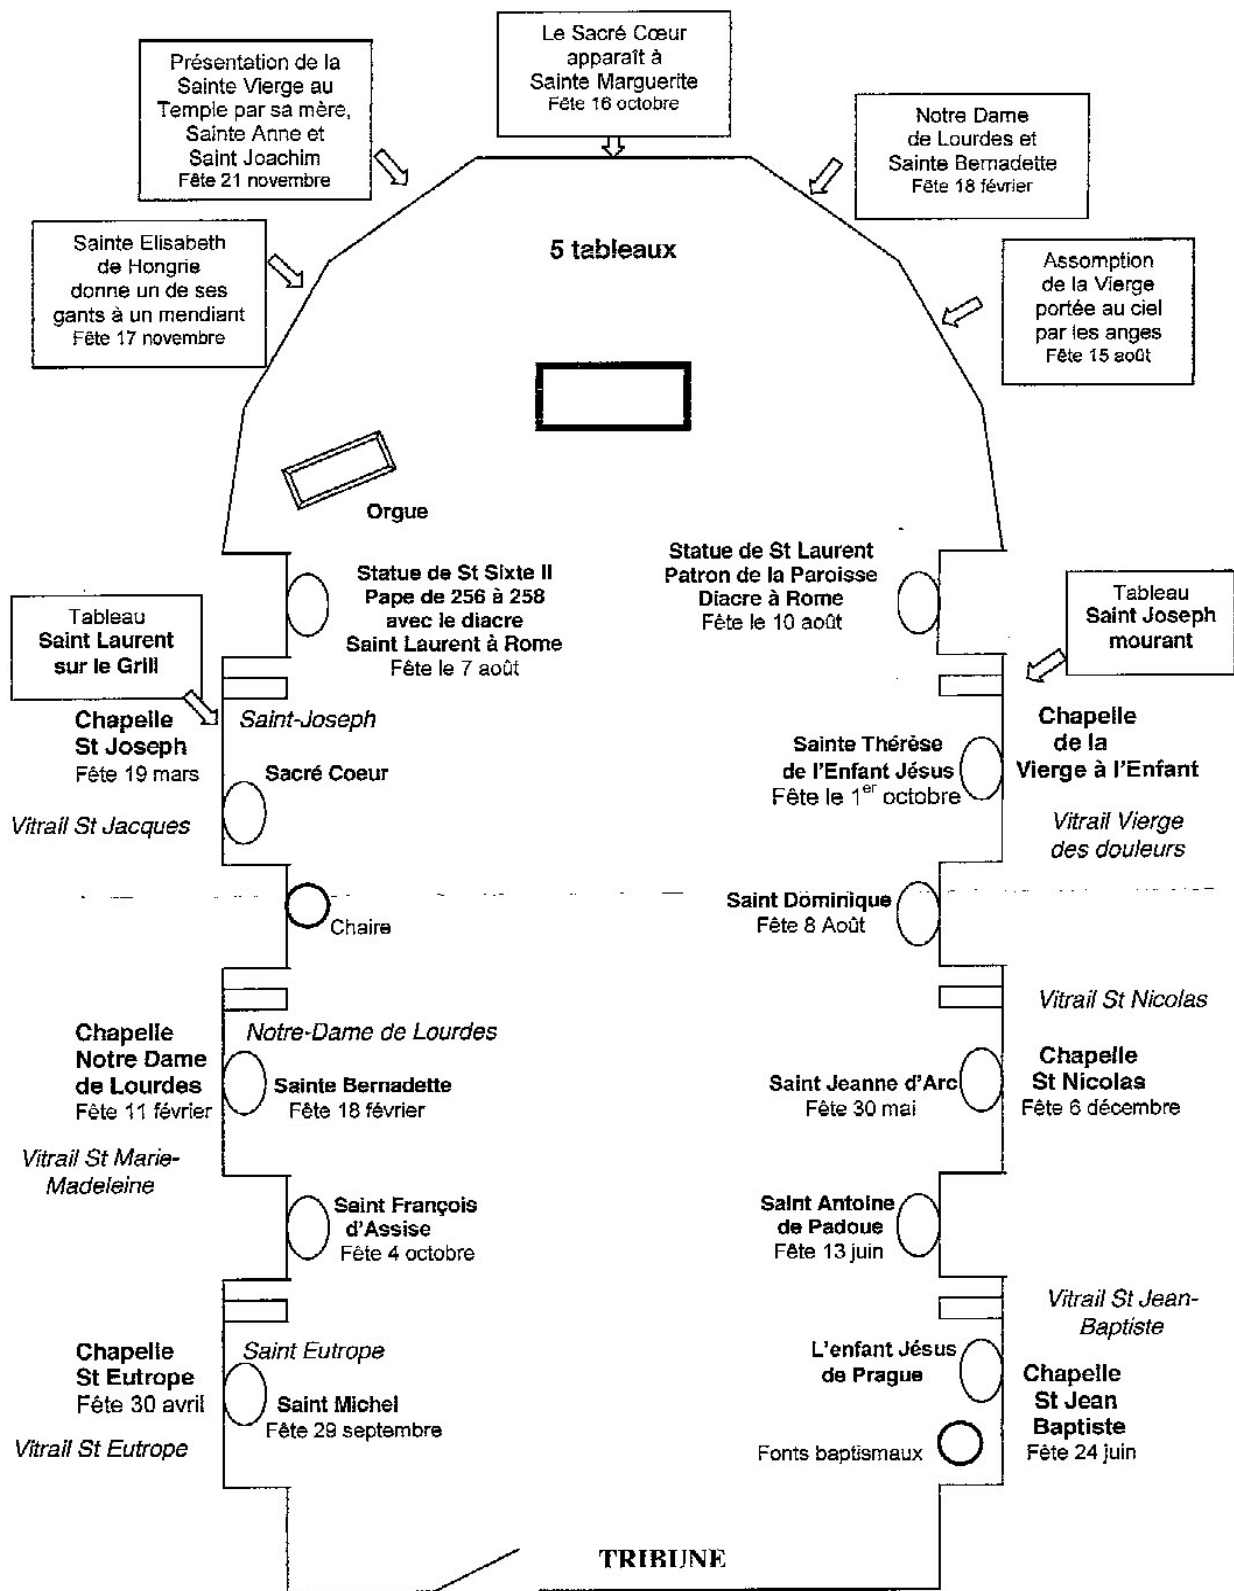 Le Sacré Cœur
apparaît à
Sainte Marguerite
Fête 16 octobre
Présentation de la
Sainte Vierge au
Temple par sa mère,
Sainte Anne et
Saint Joachim
Fête 21 novembre
Notre Dame
de Lourdes et
Sainte Bernadette
Fête 18 février
Sainte Elisabeth
de Hongrie
donne un de ses
gants à un mendiant
Fête 17 novembre
5 tableaux
Assomption
de la Vierge
portée au ciel
par les anges
Fête 15 août
Orgue
Statue de St Sixte II
Pape de 256 à 258
avec le diacre
Saint Laurent à Rome
Fête le 7 août
Statue de St Laurent
Patron de la Paroisse
Diacre à Rome
Fête le 10 août
Tableau
Saint Laurent
sur le Grill
Tableau
Saint Joseph
mourant
Chapelle
St Joseph
Fête 19 mars
Saint-Joseph
Sacré Coeur
Vitrail St Jacques
Sainte Thérèse
de l'Enfant Jésus
Fête le 1er octobre
Chapelle
de la
Vierge à l'Enfant
Vitrail Vierge
des douleurs
Chaire
Saint Dominique
Fête 8 Août
Vitrail St Nicolas
Chapelle
Notre Dame
de Lourdes
Fête 11 février
Notre-Dame de Lourdes
Sainte Bernadette
Fête 18 février
Saint Jeanne d'Arc
Fête 30 mai
Chapelle
St Nicolas
Fête 6 décembre
Vitrail St Marie-
Madeleine
Saint François
d'Assise
Fête 4 octobre
Saint Antoine
de Padoue
Fête 13 juin
Vitrail St Jean-
Baptiste
Chapelle
St Eutrope
Fête 30 avril
Saint Eutrope
Saint Michel
Fête 29 septembre
Vitrail St Eutrope
L'enfant Jésus
de Prague
Chapelle
St Jean
Baptiste
Fête 24 juin
Fonts baptismaux
TRIBUNE